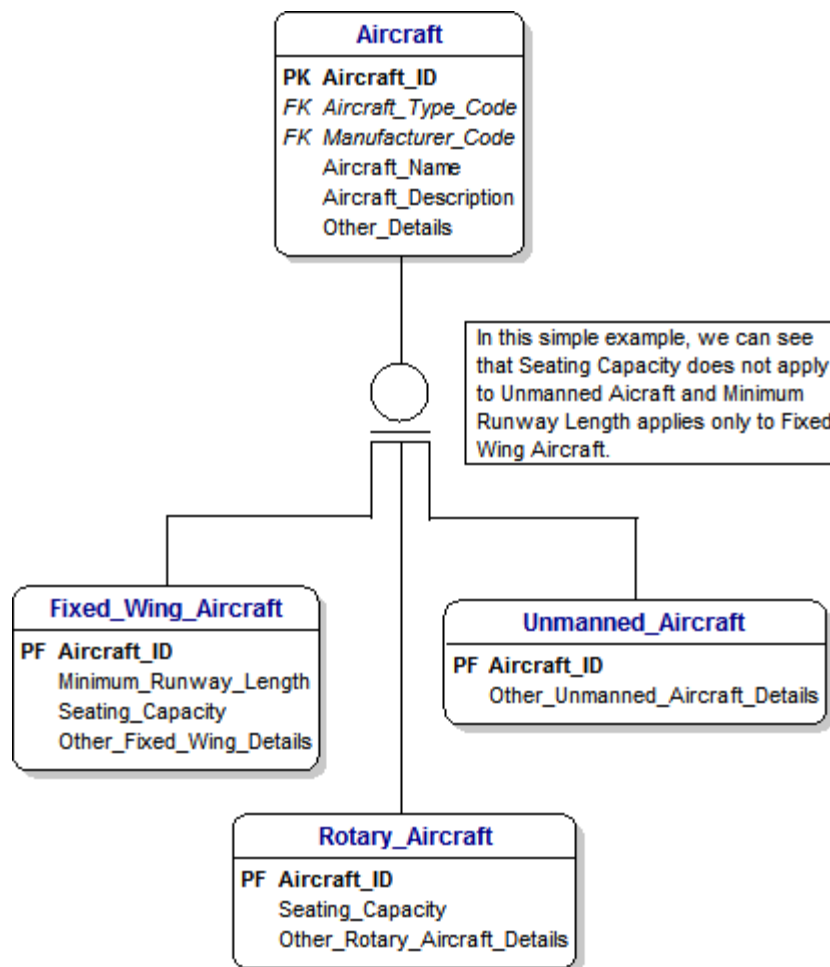 Aircraft
PK Aircraft_ID
FK Aircraft_Type_Code
FK Manufacturer_Code
Aircraft_Name
Aircraft_Description
Other_Details
In this simple example, we can see
that Seating Capacity does not apply
to Unmanned Aicraft and Minimum
Runway Length applies only to Fixed
Wing Aircraft.
Fixed_Wing_Aircraft
PF Aircraft_ID
Minimum_Runway_Length
Seating_Capacity
Other_Fixed_Wing_Details
Unmanned_Aircraft
PF Aircraft_ID
Other_Unmanned_Aircraft_Details
Rotary_Aircraft
PF Aircraft_ID
Seating_Capacity
Other_Rotary_Aircraft_Details